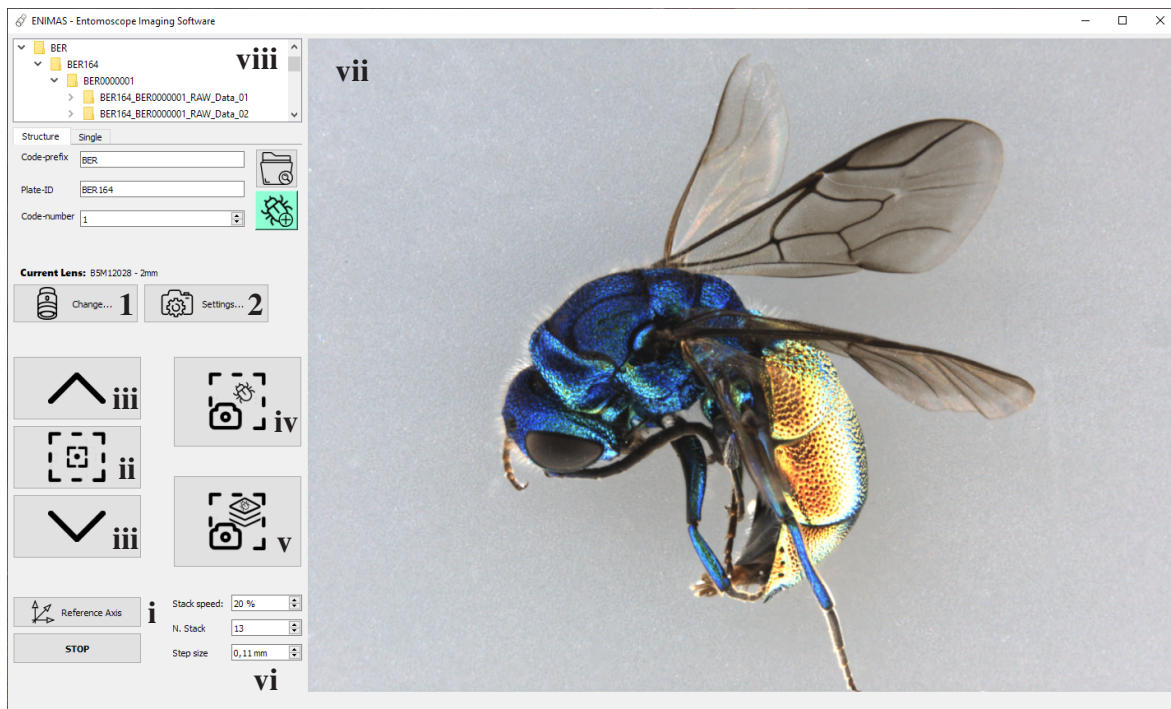 ENIMAS - Entomoscope Imaging Software
BER
viii
vii
BER164
BER0000001
BER164_BER0000001_RAW_Data_01
BER164_BER0000001_RAW_Data_02
Structure Single
Code-prefix BER
Plate-ID BER164
Code-number 1
Current Lens: B5M12028 - 2mm
Change... 1 Settings... 2
iii
iv
ii
iii
v
Reference Axis i
Stack speed: 20 %
N. Stack 13
STOP
Step size 0,11 mm
vi